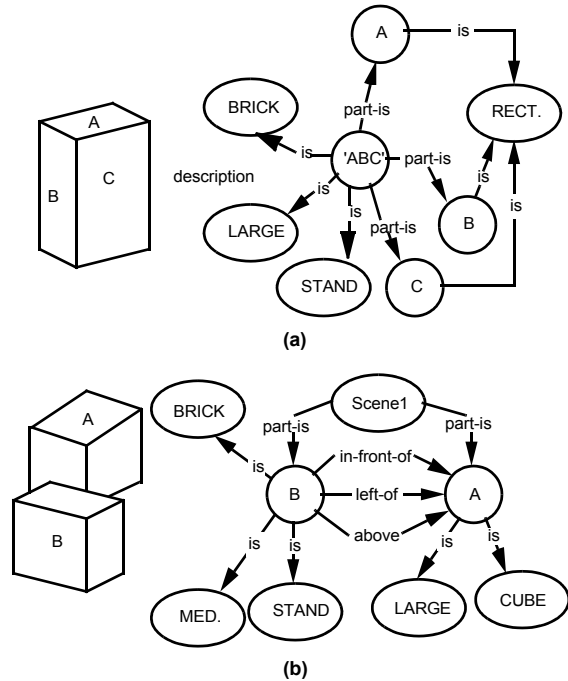 A
is
BRICK
part-is
RECT.
A
is
'ABC'
part-is
is
B
C
description
is
is
part-is
B
is
LARGE
STAND
C
(a)
Scene1
BRICK
A
part-is
part-is
in-front-of
is
B
left-of
A
B
above
is
is
is
is
MED.
STAND
LARGE
CUBE
(b)